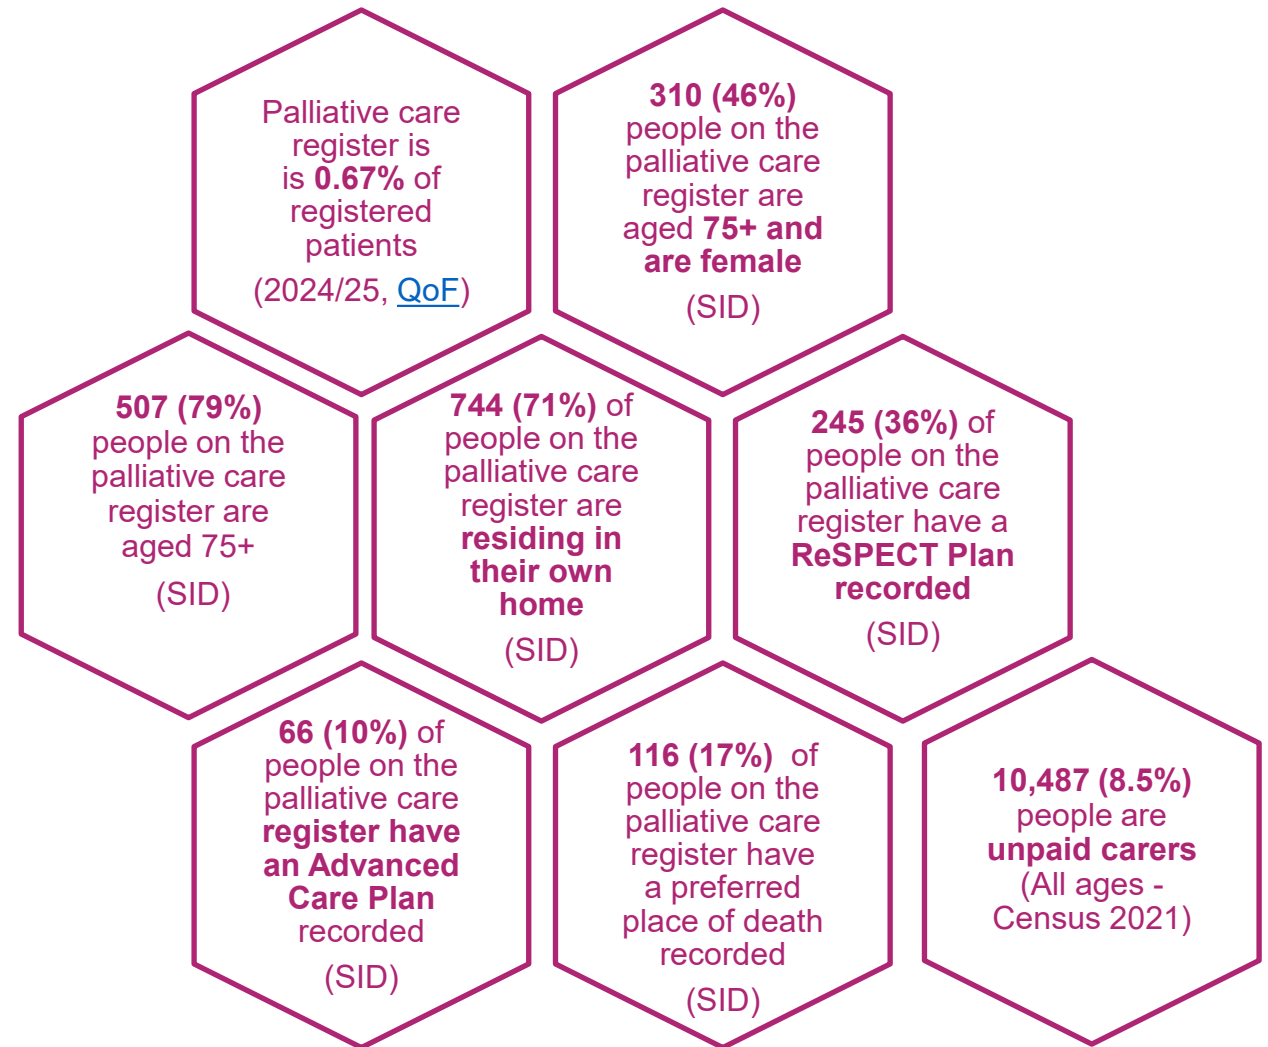 Palliative care
register is
is 0.67% of
registered
patients
(2024/25, QoF)
310 (46%)
people on the
palliative care
register are
aged 75+ and
are female
(SID)
507 (79%)
people on the
palliative care
register are
aged 75+
(SID)
744 (71%) of
people on the
palliative care
register are
residing in
their own
home
(SID)
245 (36%) of
people on the
palliative care
register have a
ReSPECT Plan
recorded
(SID)
66 (10%) of
people on the
palliative care
register have
an Advanced
Care Plan
recorded
(SID)
116 (17%) of
people on the
palliative care
register have
a preferred
place of death
recorded
(SID)
10,487 (8.5%)
people are
unpaid carers
(All ages -
Census 2021)